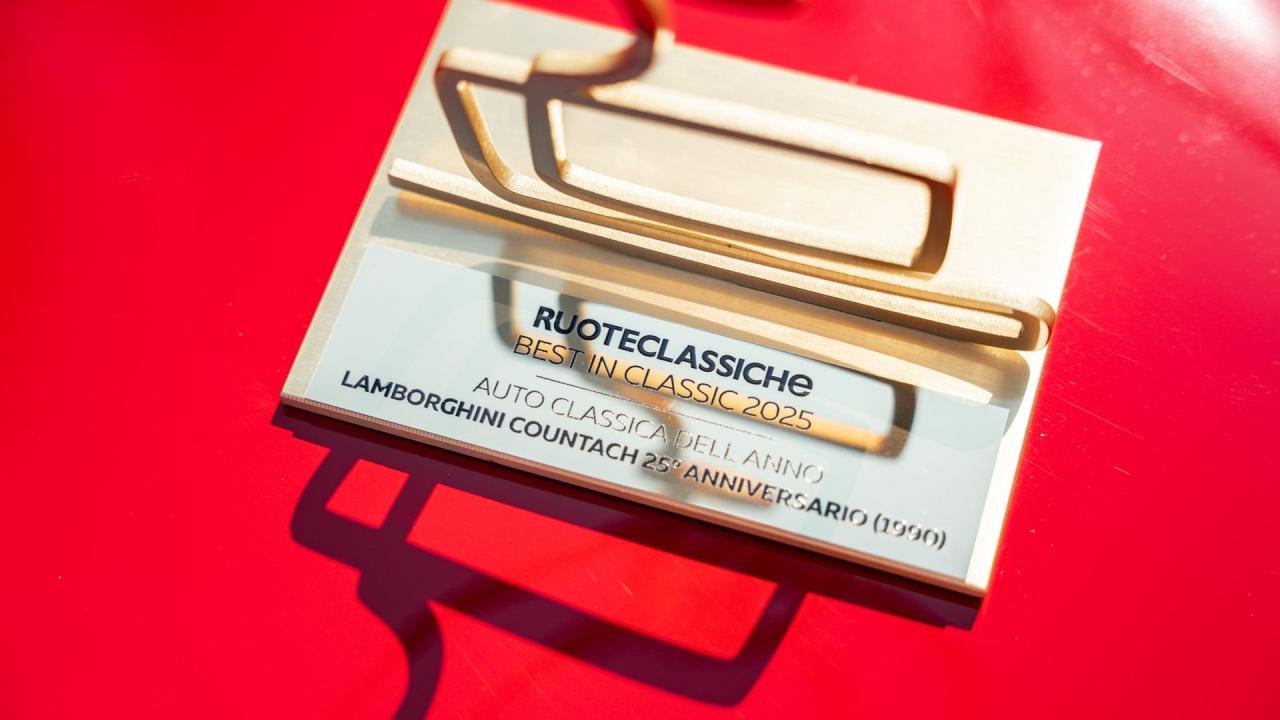 RUOTECLASSICHe
BEST IN CLASSIC 2025
AUTO CLASSICA DELL ANNO
LAMBORGHINI COUNTACH 25° ANNIVERSARIO (1990)